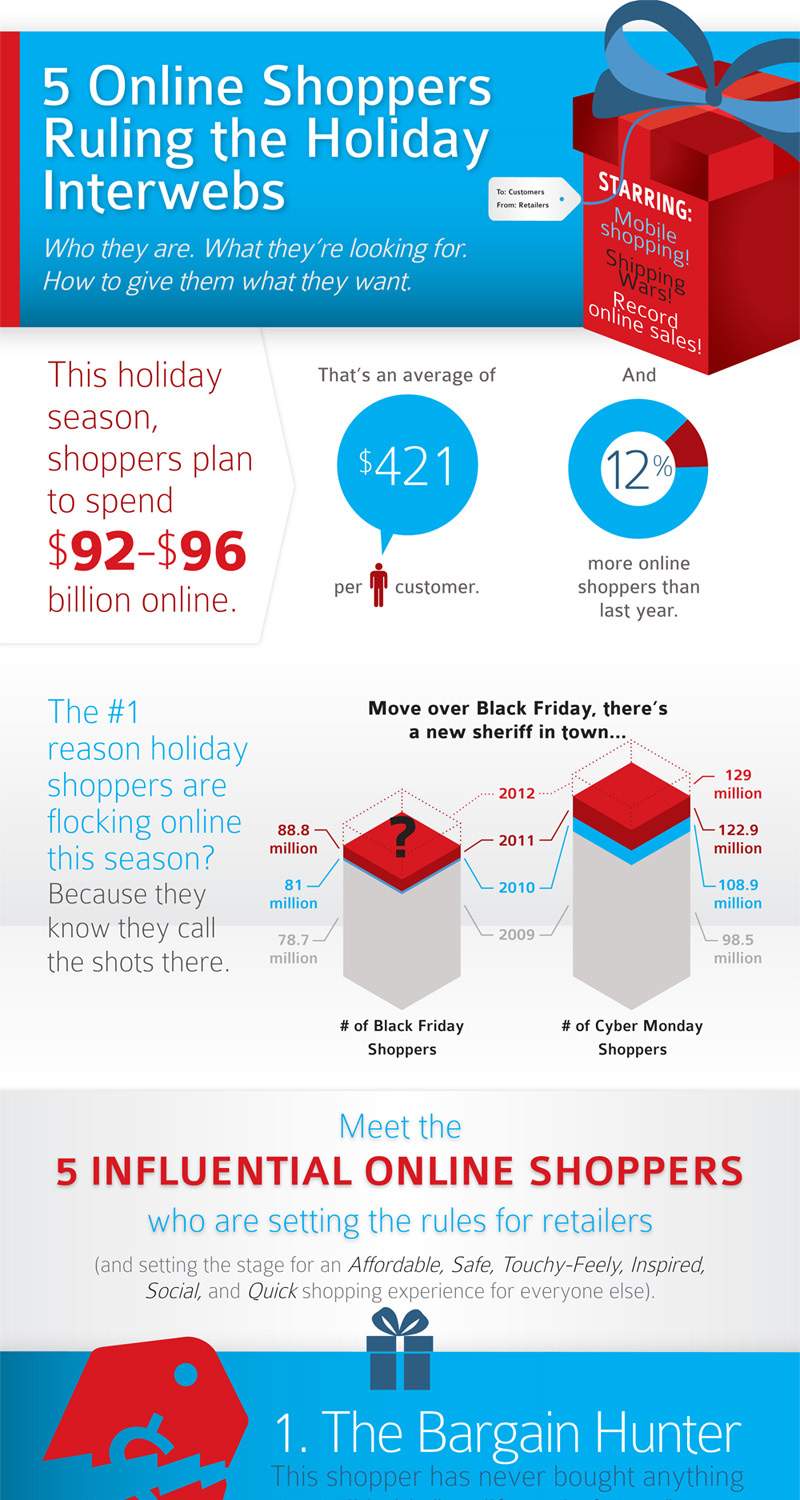 5 Online Shoppers
Ruling the Holiday
Interwebs
Who they are. What they're looking for.
How to give them what they want.
To: Customers
From: Retailers
STARRING:
Mobile
shopping!
Shipping
Wars!
Record
online sales!
This holiday
season,
shoppers plan
to spend
$92-$96
billion online.
That's an average of
$421
per customer.
And
12%
more online
shoppers than
last year.
The #1
reason holiday
shoppers are
flocking online
this season?
Because they
know they call
the shots there.
Move over Black Friday, there's
a new sheriff in town...
?
88.8
million
81
million
78.7
million
2012
2011
2010
2009
129
million
122.9
million
108.9
million
98.5
million
# of Black Friday
Shoppers
# of Cyber Monday
Shoppers
Meet the
5 INFLUENTIAL ONLINE SHOPPERS
who are setting the rules for retailers
(and setting the stage for an Affordable, Safe, Touchy-Feely, Inspired,
Social, and Quick shopping experience for everyone else).
1. The Bargain Hunter
This shopper has never bought anything